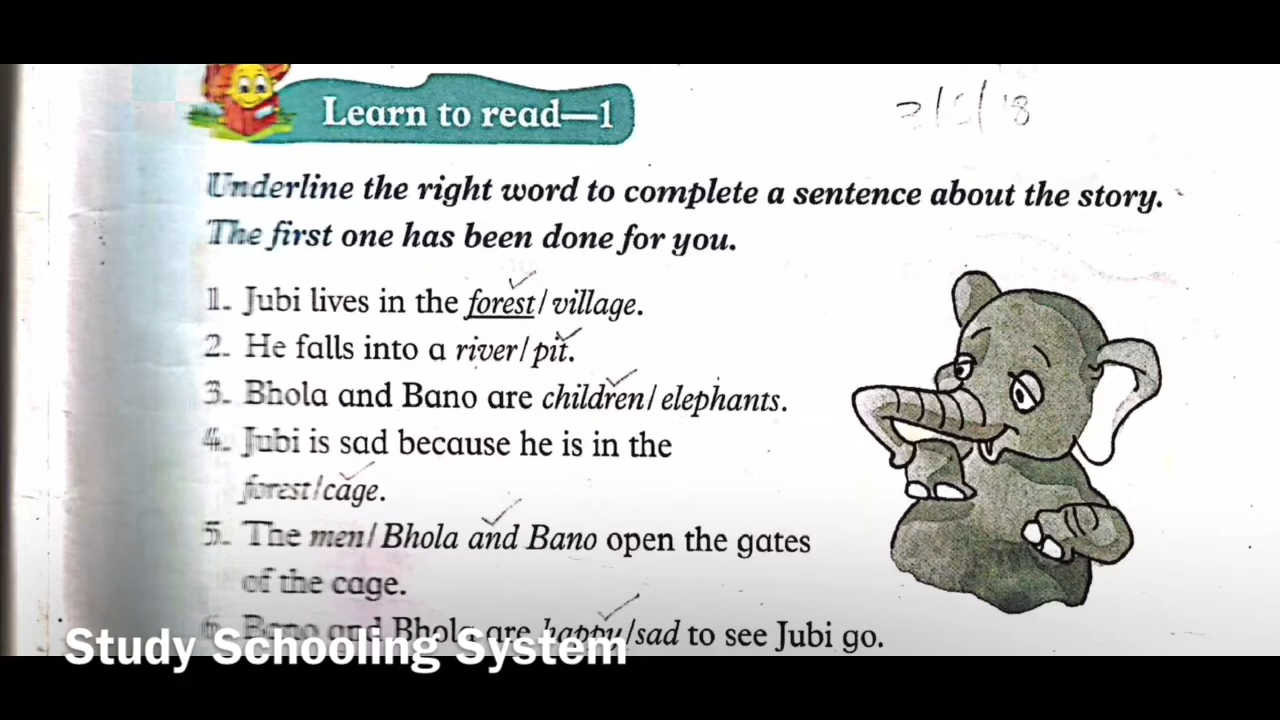 Learn to read—1
3/5/18
Underline the right word to complete a sentence about the story.
The first one has been done for you.
1. Jubi lives in the forest/village.
2. He falls into a river/pit.
3. Bhola and Bano are children/elephants.
4. Jubi is sad because he is in the
forest/cage.
5. The men/Bhola and Bano open the gates
of the cage.
6. Bano and Bhola are happy/sad to see Jubi go.
Study Schooling System